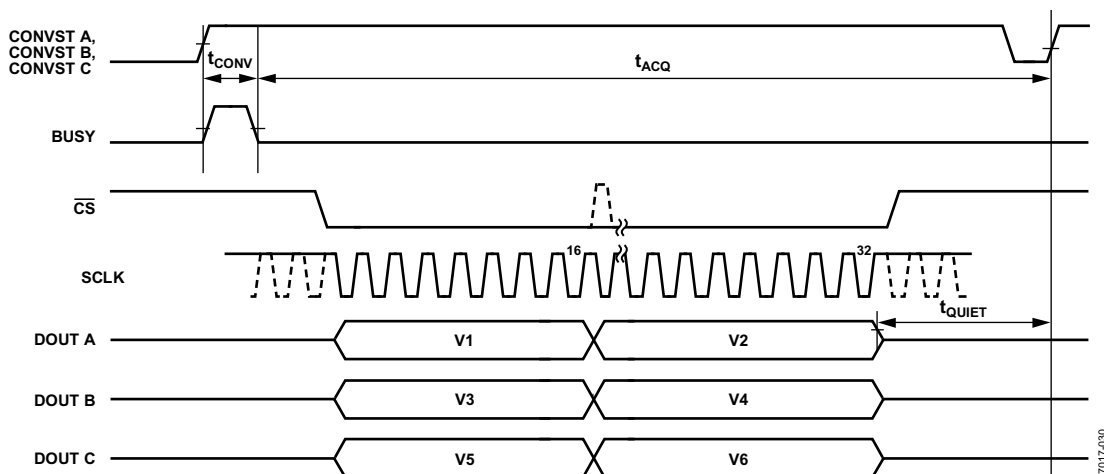 CONVST A,
CONVST B,
CONVST C
tCONV
tACQ
BUSY
CS
SCLK
16
32
tQUIET
DOUT A
V1
V2
DOUT B
V3
V4
DOUT C
V5
V6